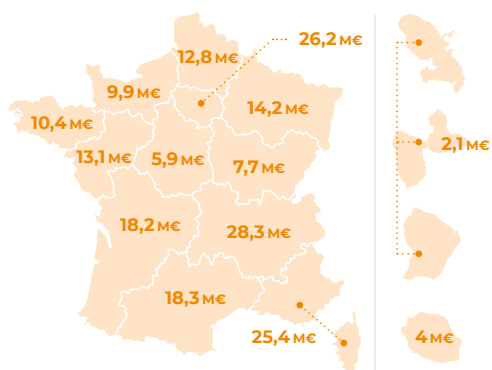 26,2 M€
12,8 M€
9,9 M€
14,2 M€
10,4 M€
2,1 M€
13,1 M€
5,9 M€
7,7 M€
18,2 M€
28,3 M€
18,3 M€
25,4 M€
4 M€